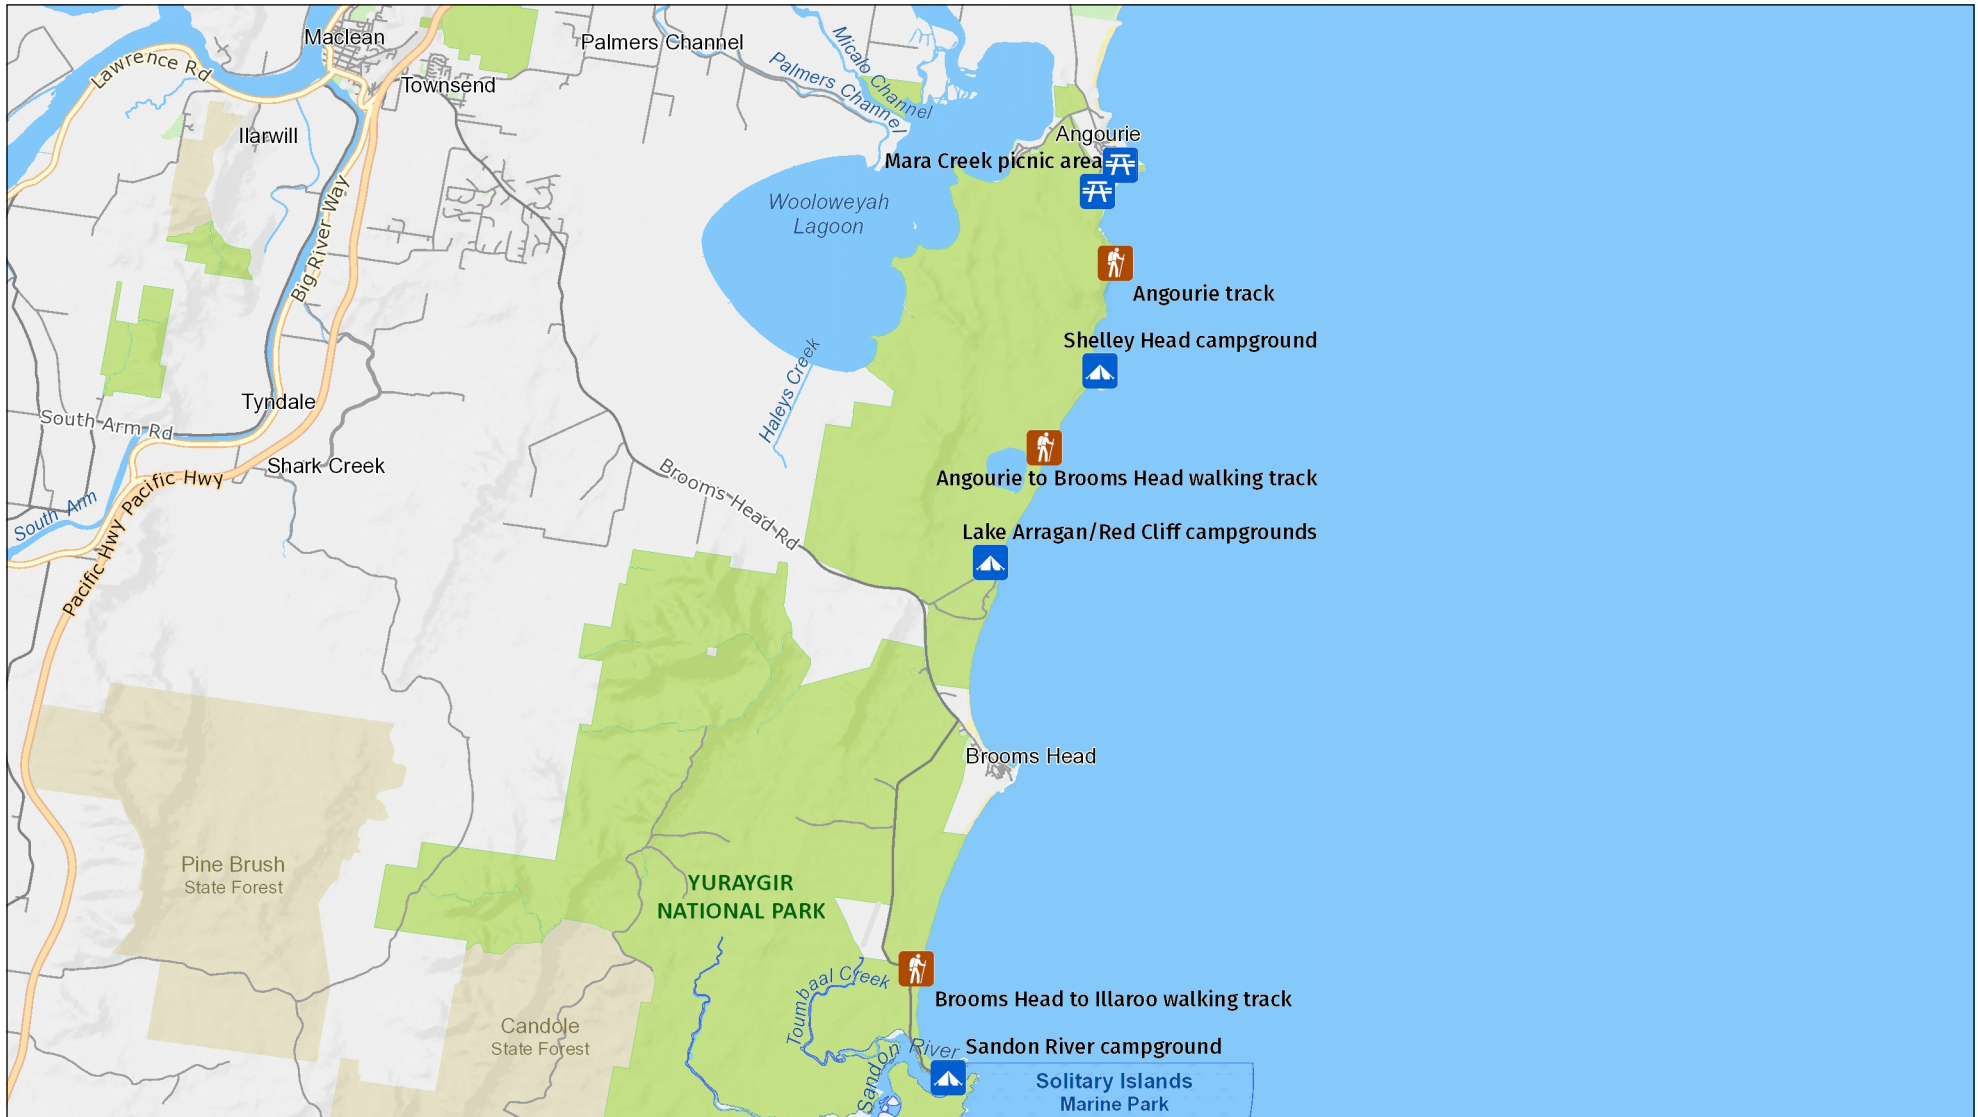 Maclean
Palmers Channel
Micalo Channel
Lawrence Rd
Palmers Channel
Townsend
Ilarwill
Angourie
Mara Creek picnic area
Big River Way
Wooloweyah
Lagoon
Angourie track
Shelley Head campground
Haleys Creek
Tyndale
South Arm Rd
Shark Creek
Pacific Hwy
Brooms Head Rd
Angourie to Brooms Head walking track
South Arm
Pacific Hwy
Lake Arragan/Red Cliff campgrounds
Brooms Head
Pine Brush
State Forest
YURAYGIR
NATIONAL PARK
Toumbaal Creek
Brooms Head to Illaroo walking track
Candole
State Forest
Sandon River
Sandon River campground
Solitary Islands
Marine Park